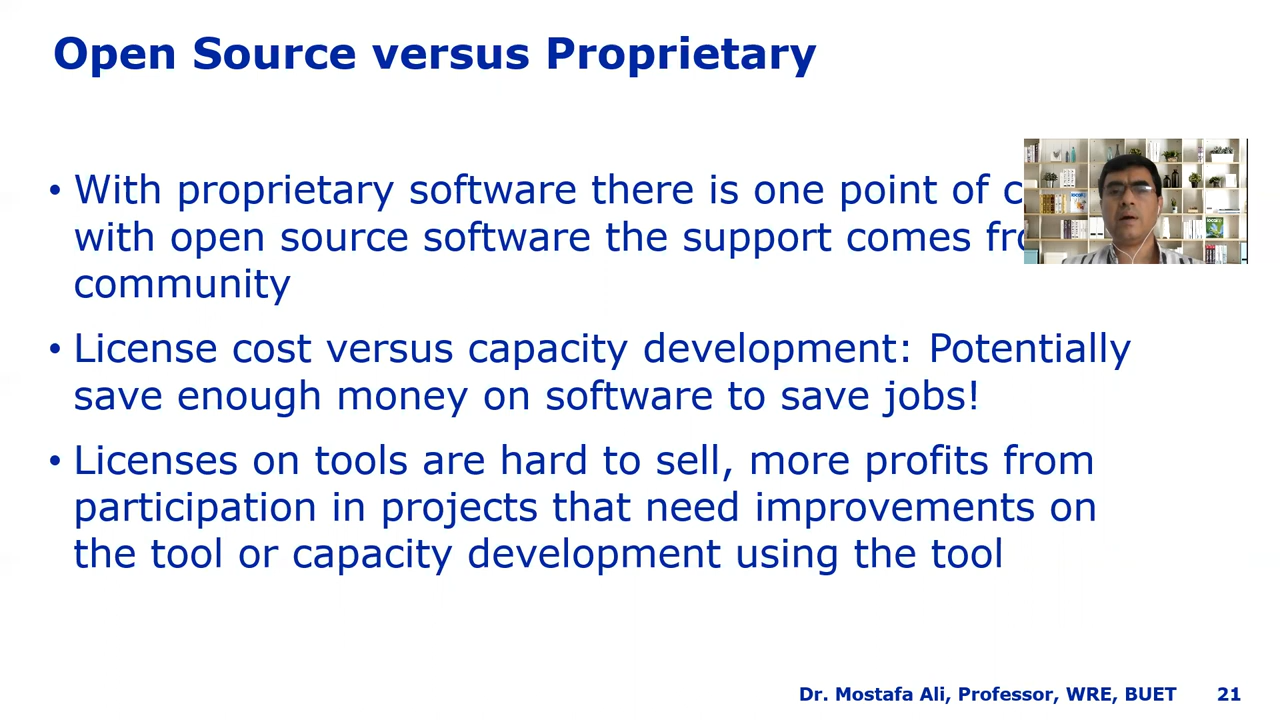 Open Source versus Proprietary
• With proprietary software there is one point of
with open source software the support comes
community
• License cost versus capacity development: Potentially
save enough money on software to save jobs!
• Licenses on tools are hard to sell, more profits from
participation in projects that need improvements on
the tool or capacity development using the tool
Dr. Mostafa Ali, Professor, WRE, BUET 21